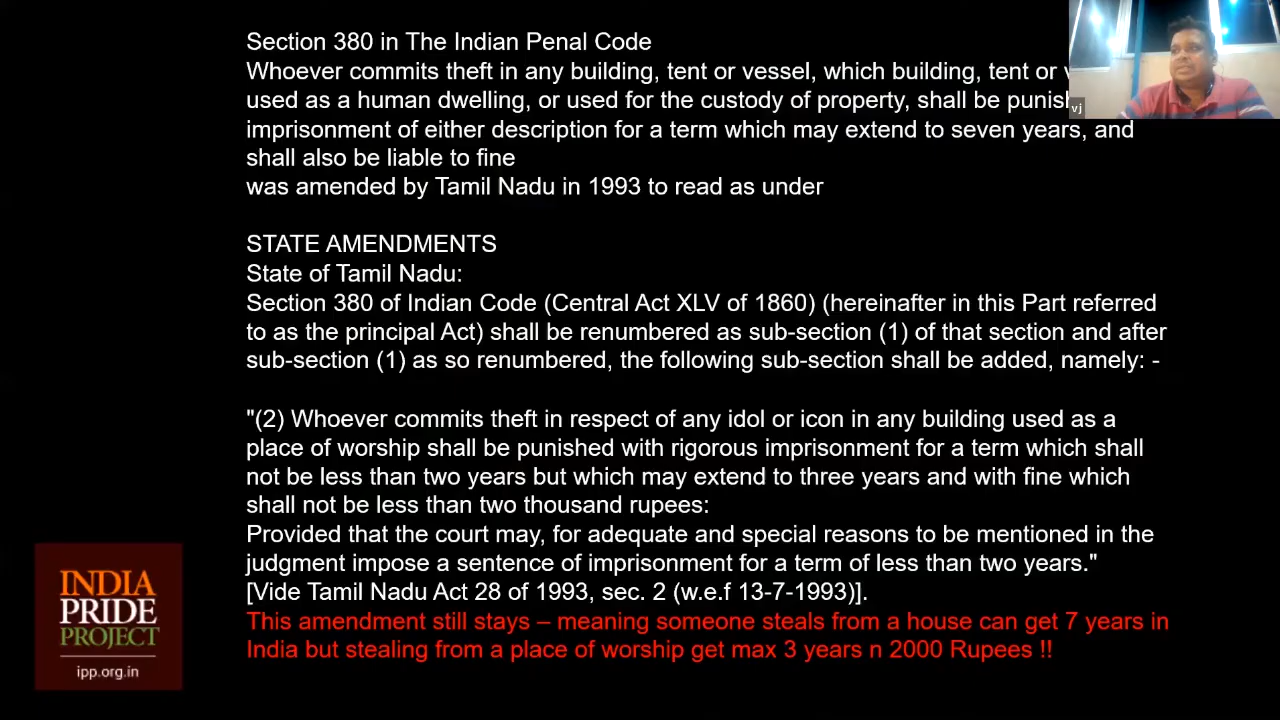 Section 380 in The Indian Penal Code
Whoever commits theft in any building, tent or vessel, which building, tent or
used as a human dwelling, or used for the custody of property, shall be
imprisonment of either description for a term which may extend to seven years, and
shall also be liable to fine
was amended by Tamil Nadu in 1993 to read as under
STATE AMENDMENTS
State of Tamil Nadu:
Section 380 of Indian Code (Central Act XLV of 1860) (hereinafter in this Part referred
to as the principal Act) shall be renumbered as sub-section (1) of that section and after
sub-section (1) as so renumbered, the following sub-section shall be added, namely: -
"(2) Whoever commits theft in respect of any idol or icon in any building used as a
place of worship shall be punished with rigorous imprisonment for a term which shall
not be less than two years but which may extend to three years and with fine which
shall not be less than two thousand rupees:
Provided that the court may, for adequate and special reasons to be mentioned in the
judgment impose a sentence of imprisonment for a term of less than two years."
[Vide Tamil Nadu Act 28 of 1993, sec. 2 (w.e.f 13-7-1993)].
This amendment still stays – meaning someone steals from a house can get 7 years in
India but stealing from a place of worship get max 3 years n 2000 Rupees !!
vj
INDIA
PRIDE
PROJECT
ipp.org.in